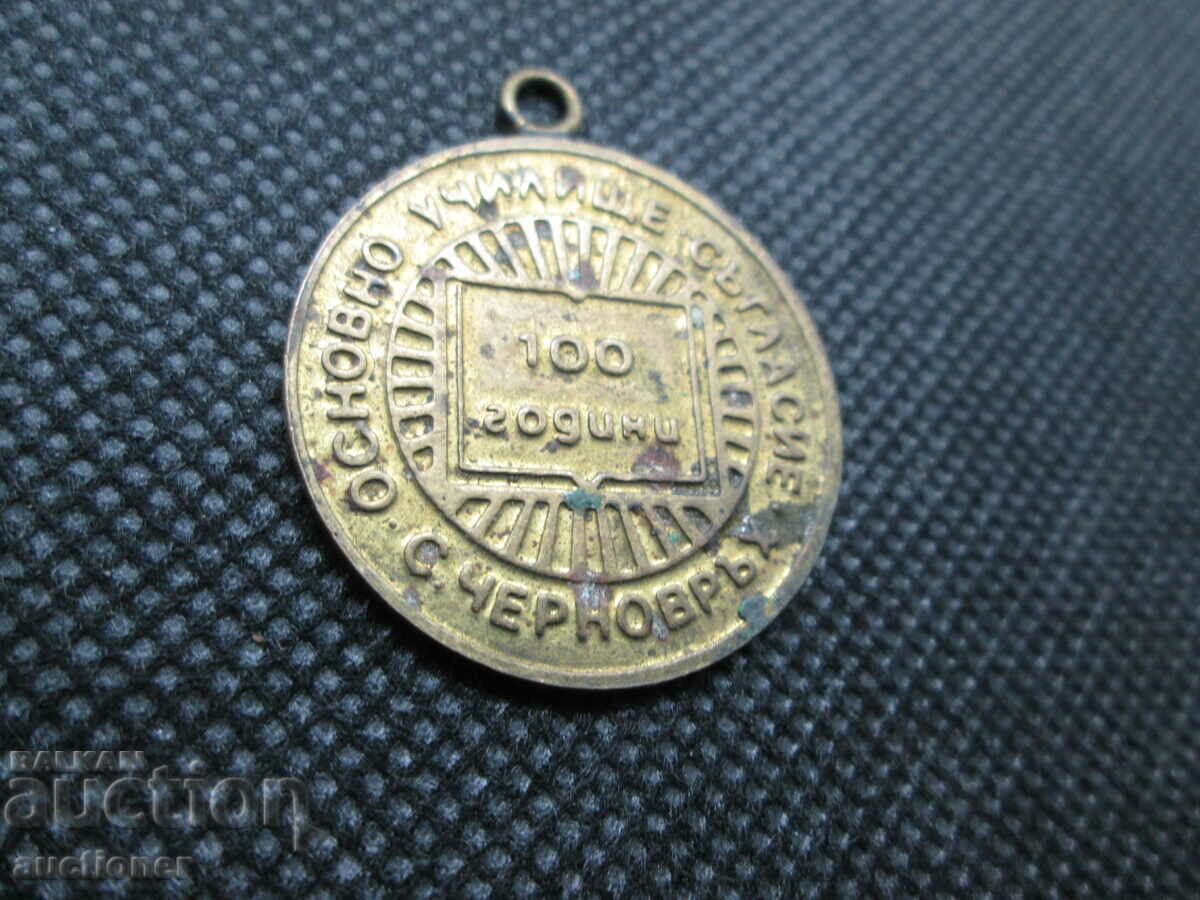 ОСНОВНО УЧИЛИЩЕ СЪГЛАСИЕ
100
години
С. ЧЕРНОВРЪХ
BALKAN
auction
auctioner